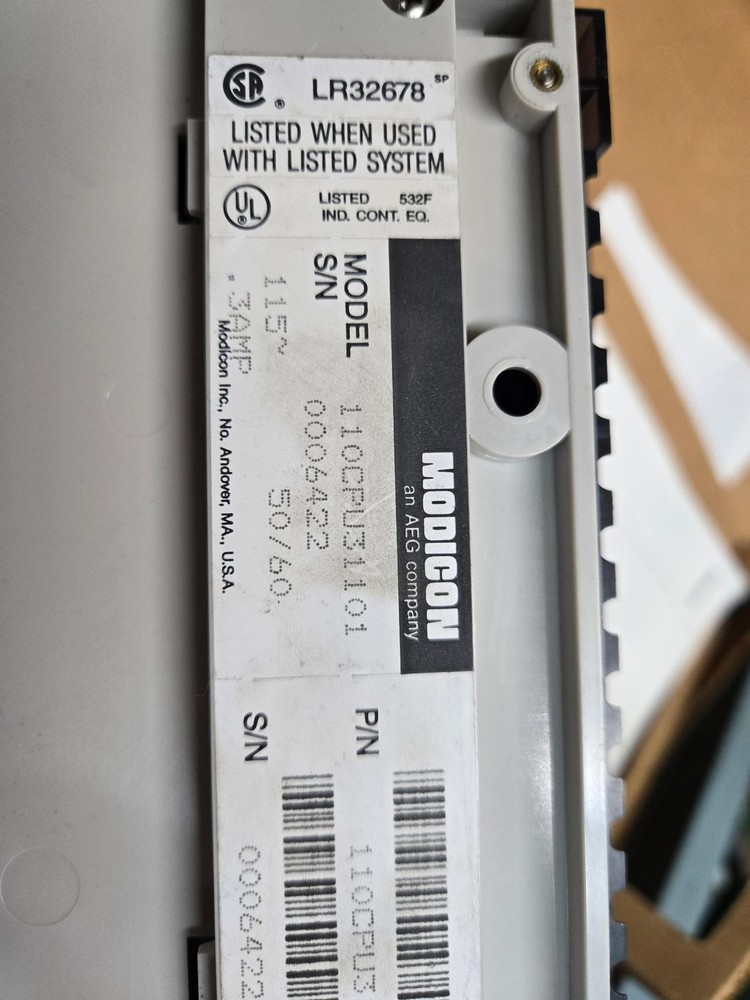 LR32678 SP
LISTED WHEN USED
WITH LISTED SYSTEM
UL
LISTED 532F
IND. CONT. EQ.
MODICON
an AEG company
MODEL 110CPU31101
S/N 0006422
115~ 50/60
.3AMP
Modicon Inc., No. Andover, MA., U.S.A.
P/N 110CPU3
S/N 0006422